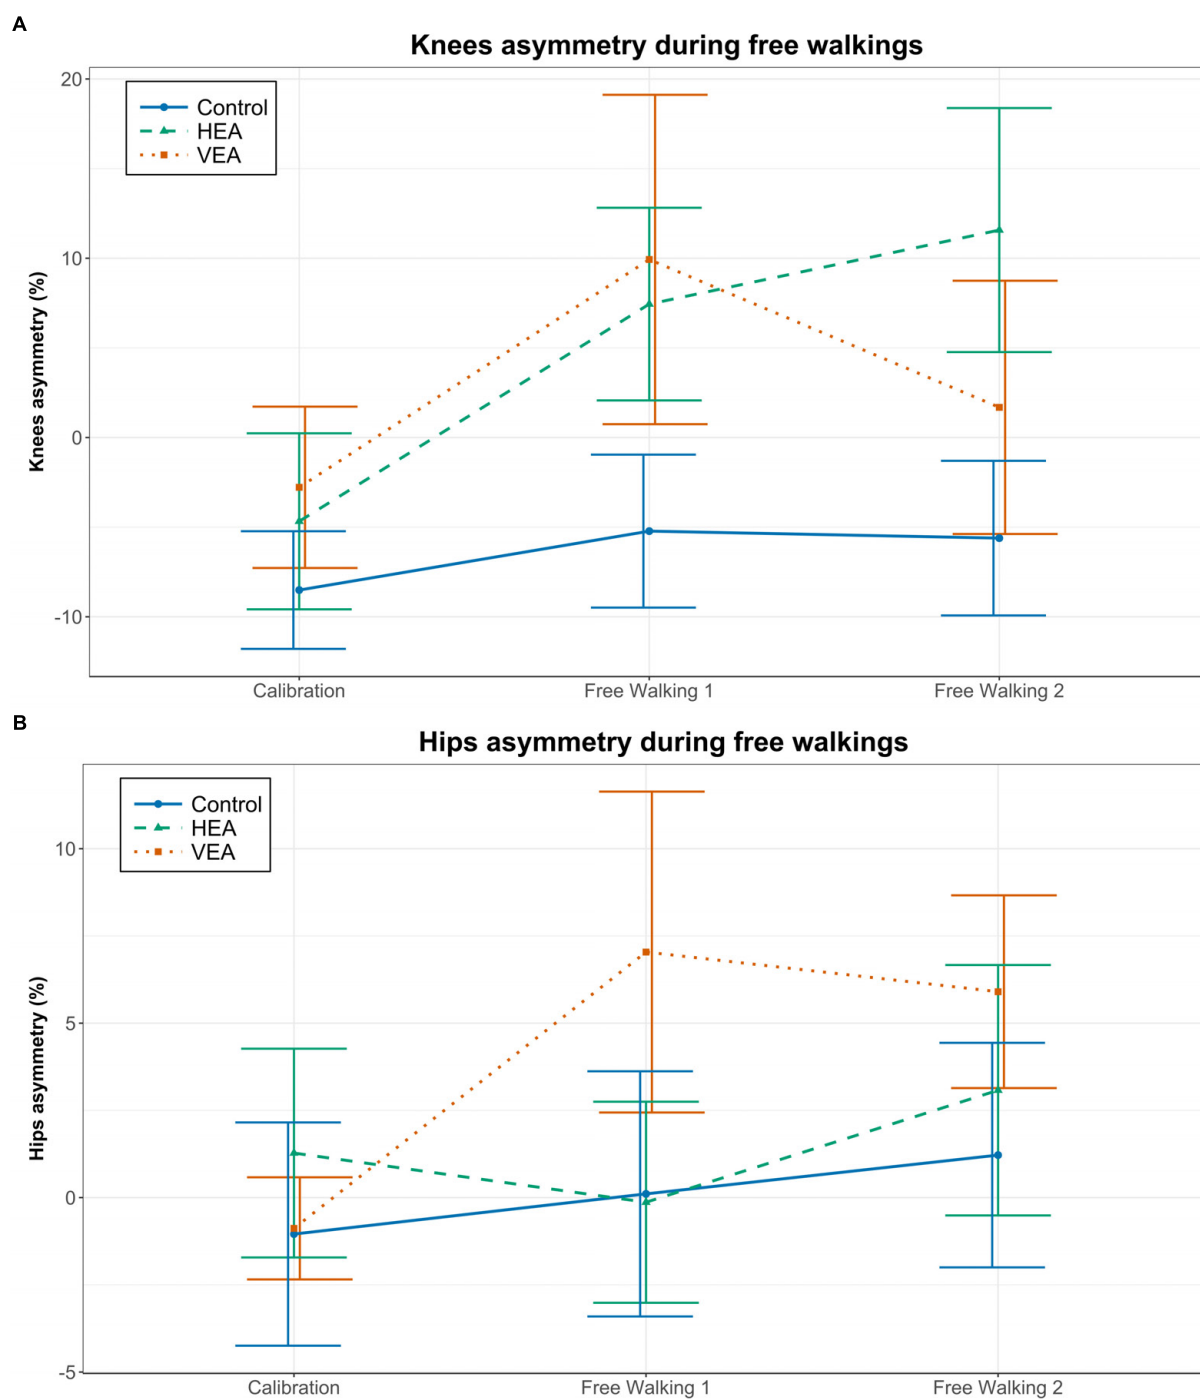 A
Knees asymmetry during free walkings
Control
HEA
VEA
Knees asymmetry (%)
20
10
0
-10
Calibration
Free Walking 1
Free Walking 2
B
Hips asymmetry during free walkings
Control
HEA
VEA
Hips asymmetry (%)
10
5
0
-5
Calibration
Free Walking 1
Free Walking 2